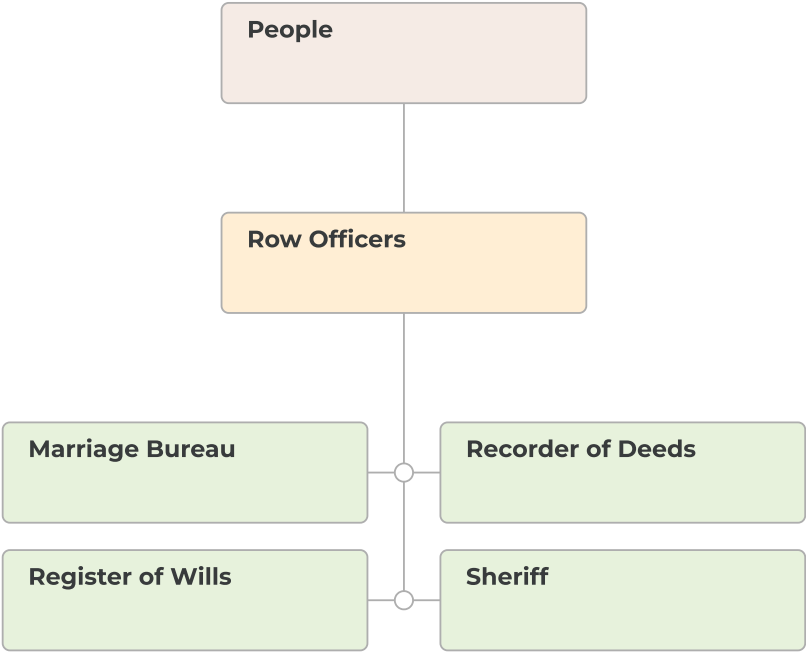 People
Row Officers
Marriage Bureau
Recorder of Deeds
Register of Wills
Sheriff